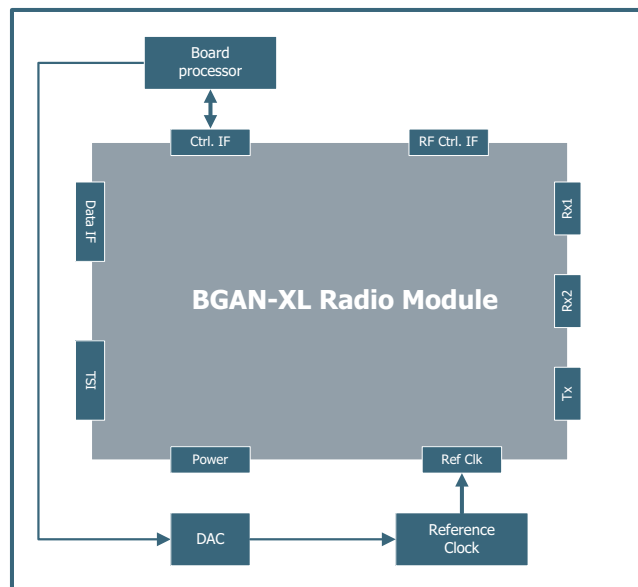 Board
processor
Ctrl. IF
RF Ctrl. IF
Data IF
Rx1
BGAN-XL Radio Module
Rx2
TSI
Tx
Power
Ref Clk
DAC
Reference
Clock